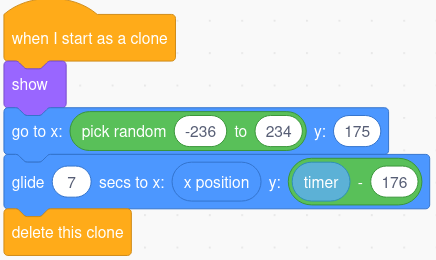 when I start as a clone
show
go to x: pick random -236 to 234 y: 175
glide 7 secs to x: x position y: timer - 176
delete this clone